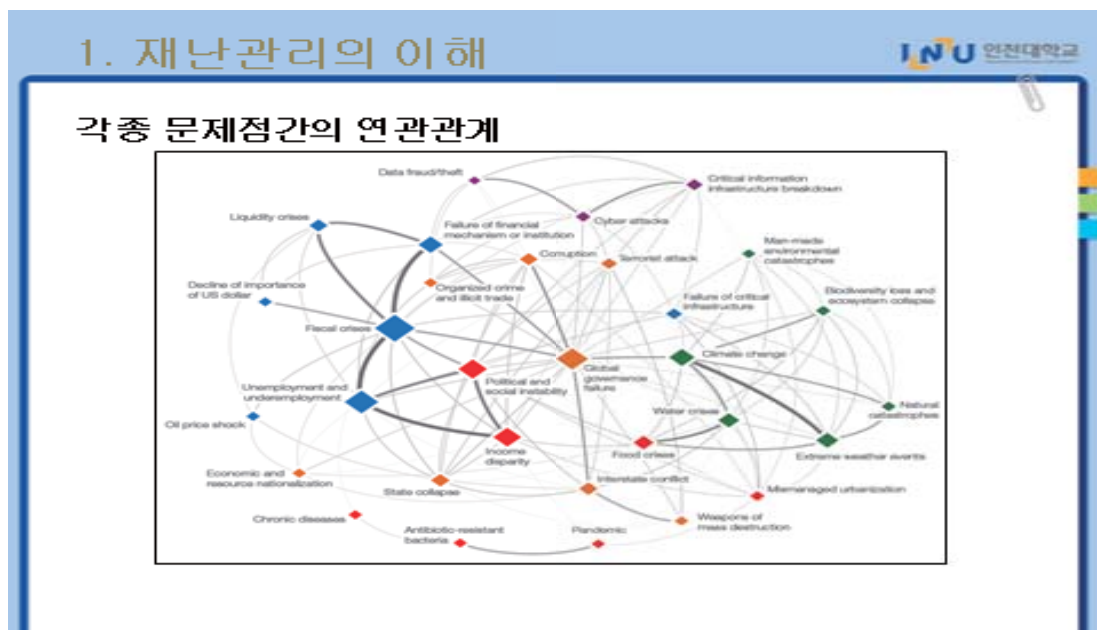 1. 재난관리의 이해
INU 인천대학교
각종 문제점간의 연관관계
Data fraud/theft
Critical information
infrastructure breakdown
Liquidity crises
Failure of financial
mechanism or institution
Cyber attacks
Corruption
Terrorist attack
Man-made
environmental
catastrophes
Decline of importance
of US dollar
Organized crime
and illicit trade
Failure of critical
infrastructure
Biodiversity loss and
ecosystem collapse
Fiscal crises
Climate change
Global
governance
failure
Political and
social instability
Unemployment and
underemployment
Water crises
Natural
catastrophes
Oil price shock
Income
disparity
Food crises
Extreme weather events
Economic and
resource nationalization
State collapse
Interstate conflict
Mismanaged urbanization
Chronic diseases
Antibiotic-resistant
bacteria
Pandemic
Weapons of
mass destruction